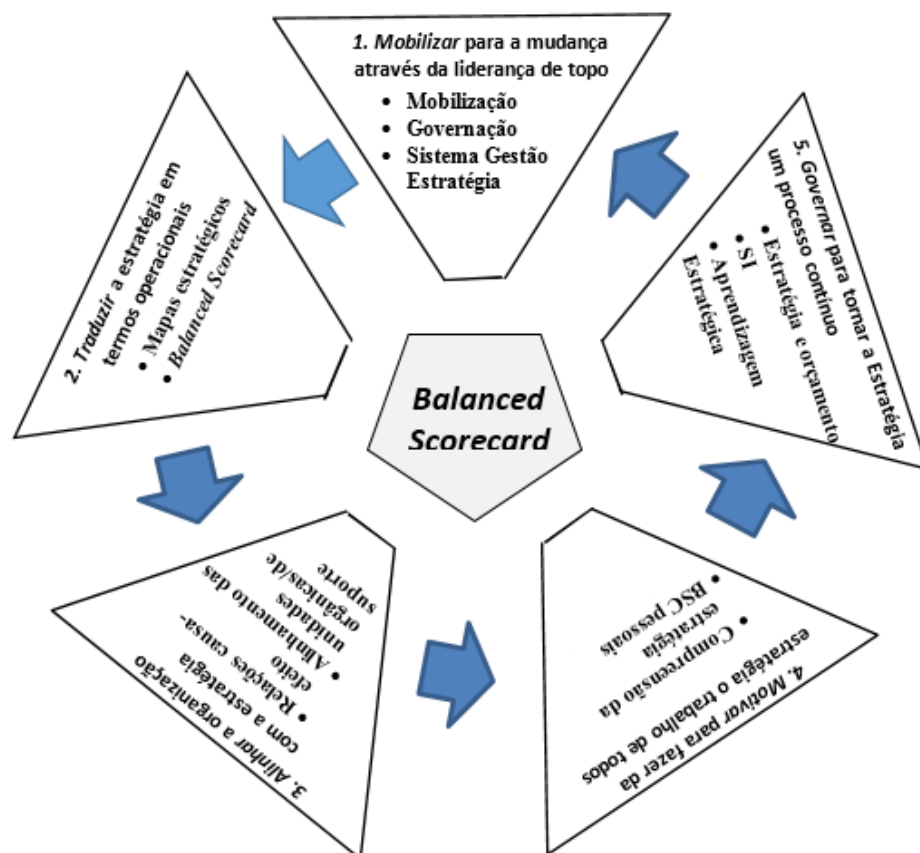 1. Mobilizar para a mudança
através da liderança de topo
• Mobilização
• Governação
• Sistema Gestão
Estratégia
2. Traduzir a estratégia em
termos operacionais
• Mapas estratégicos
• Balanced Scorecard
3. Alinhar a organização
com a estratégia
• Relações causa-
efeito
• Alinhamento das
unidades
orgânicas/de
suporte
4. Motivar para fazer da
estratégia o trabalho de todos
• Compreensão da
estratégia
• BSC pessoais
5. Governar para tornar a Estratégia
um processo contínuo
• Estratégia e orçamento
• SI
• Aprendizagem
Estratégica
Balanced
Scorecard